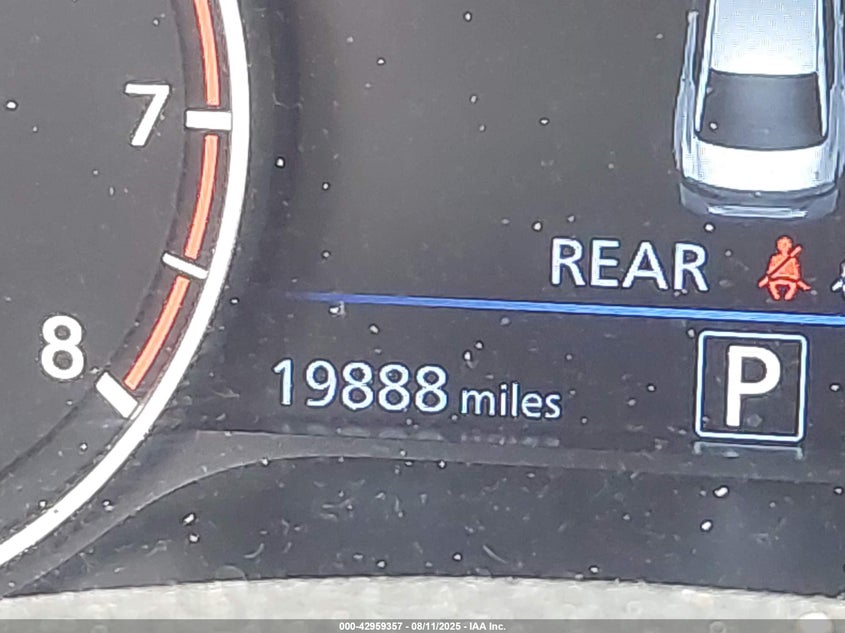 7
REAR
8
19888 miles
P
000-42959357 - 08/11/2025 - IAA Inc.